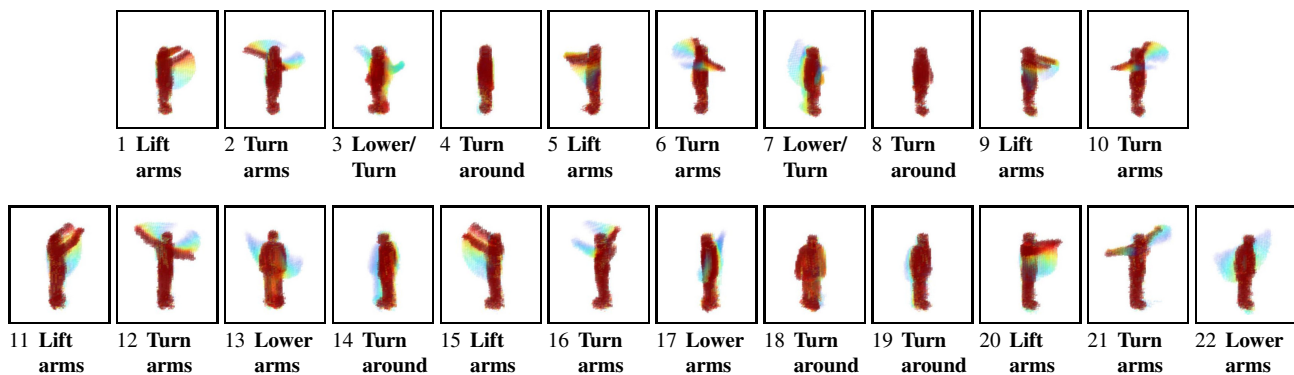 1 Lift arms
2 Turn arms
3 Lower/ Turn
4 Turn around
5 Lift arms
6 Turn arms
7 Lower/ Turn
8 Turn around
9 Lift arms
10 Turn arms
11 Lift arms
12 Turn arms
13 Lower arms
14 Turn around
15 Lift arms
16 Turn arms
17 Lower arms
18 Turn around
19 Turn around
20 Lift arms
21 Turn arms
22 Lower arms